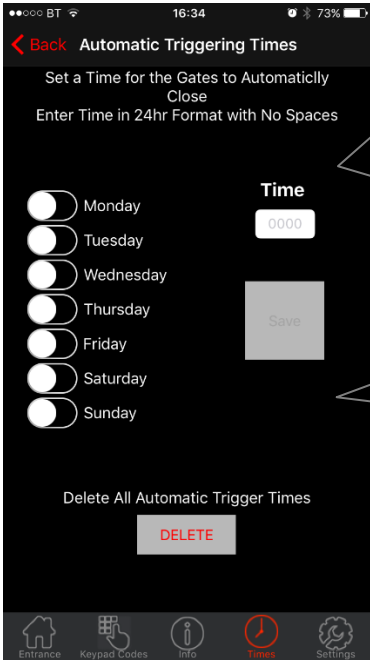 BT 16:34 73%
Back Automatic Triggering Times
Set a Time for the Gates to Automaticlly
Close
Enter Time in 24hr Format with No Spaces
Time
0000
Monday
Tuesday
Wednesday
Thursday
Friday
Saturday
Sunday
Save
Delete All Automatic Trigger Times
DELETE
Entrance Keypad Codes Info Times Settings